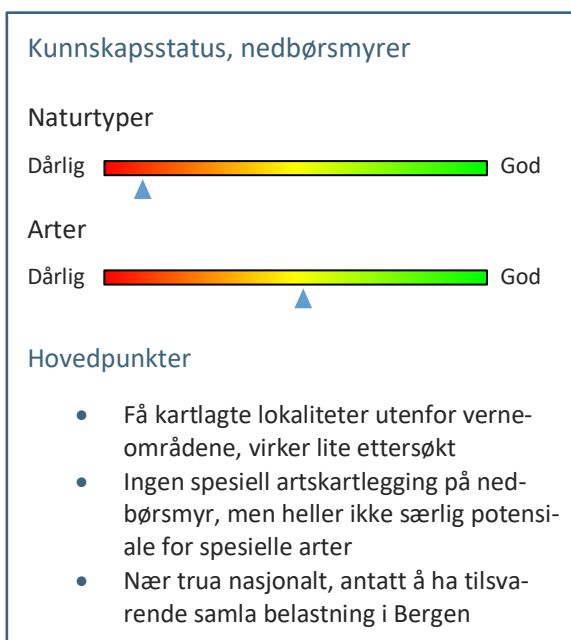 Kunnskapsstatus, nedbørsmyrer
Naturtyper
Dårlig God
Arter
Dårlig God
Hovedpunkter
• Få kartlagte lokaliteter utenfor verne-
områdene, virker lite ettersøkt
• Ingen spesiell artskartlegging på ned-
børsmyr, men heller ikke særlig potensi-
ale for spesielle arter
• Nær trua nasjonalt, antatt å ha tilsva-
rende samla belastning i Bergen